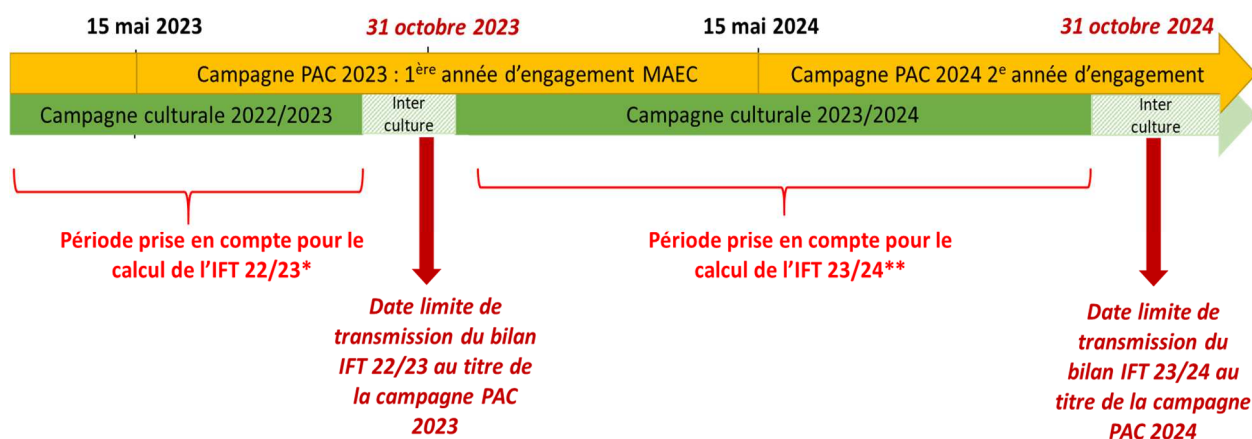 15 mai 2023
31 octobre 2023
15 mai 2024
31 octobre 2024
Campagne PAC 2023 : 1ère année d’engagement MAEC
Campagne PAC 2024 2e année d’engagement
Campagne culturale 2022/2023
Inter
culture
Campagne culturale 2023/2024
Inter
culture
Période prise en compte pour le
calcul de l’IFT 22/23*
Période prise en compte pour le
calcul de l’IFT 23/24**
Date limite de
transmission du bilan
IFT 22/23 au titre de
la campagne PAC
2023
Date limite de
transmission du
bilan IFT 23/24 au
titre de la campagne
PAC 2024